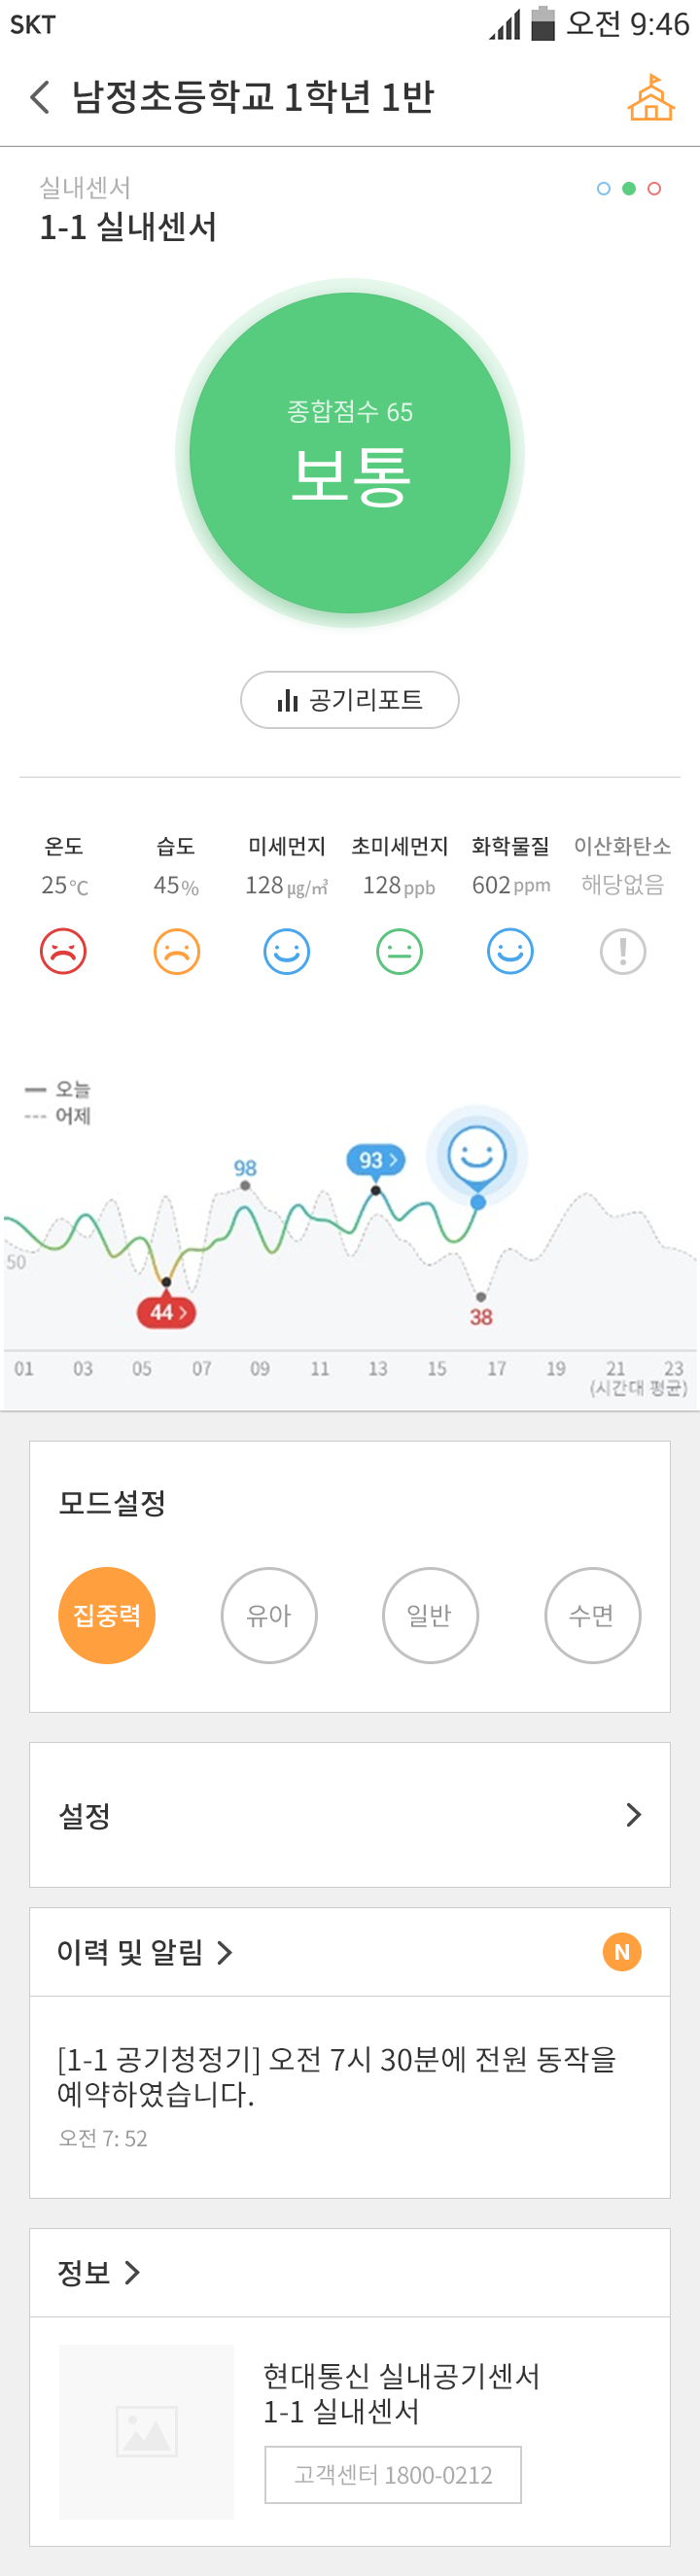 SKT 오전 9:46
남정초등학교 1학년 1반
실내센서
1-1 실내센서
종합점수 65
보통
공기리포트
온도 습도 미세먼지 초미세먼지 화학물질 이산화탄소
25℃ 45% 128㎍/㎥ 128ppb 602ppm 해당없음
오늘
어제
98 93
50
44 38
01 03 05 07 09 11 13 15 17 19 21 23
(시간대 평균)
모드설정
집중력 유아 일반 수면
설정
이력 및 알림 N
[1-1 공기청정기] 오전 7시 30분에 전원 동작을
예약하였습니다.
오전 7: 52
정보
현대통신 실내공기센서
1-1 실내센서
고객센터 1800-0212